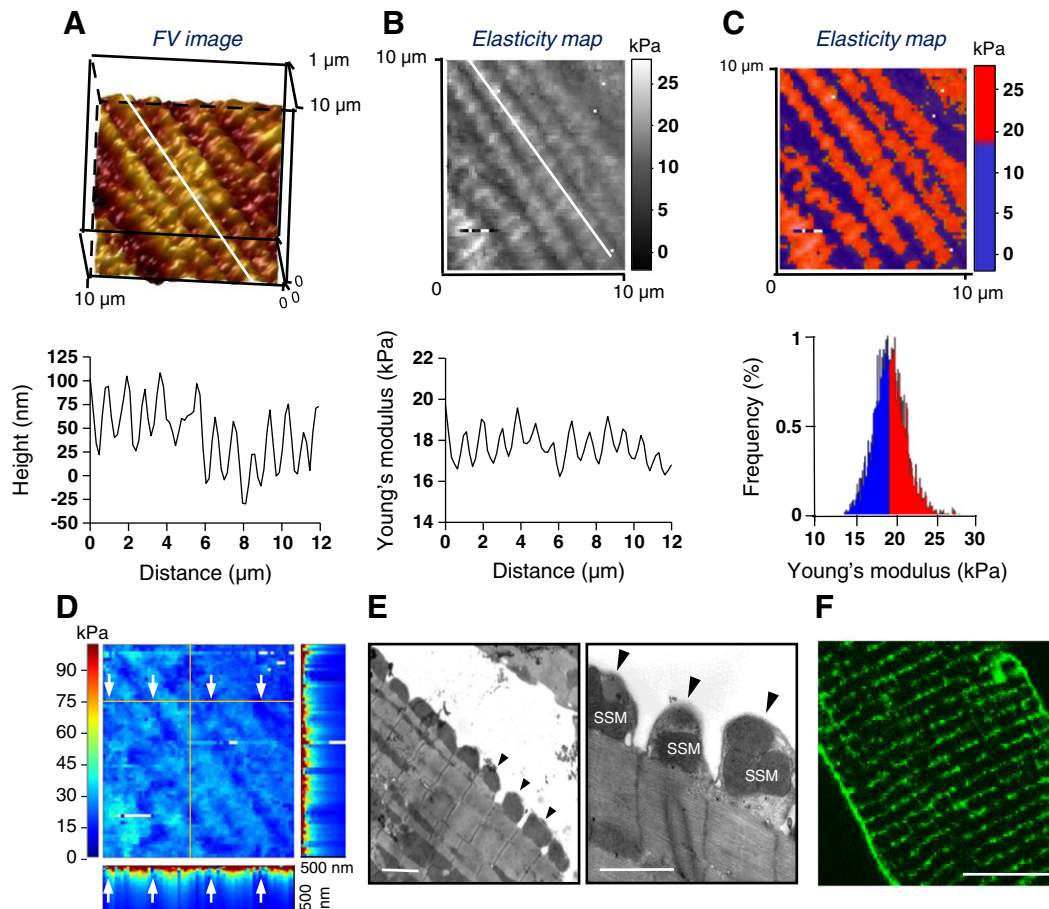 A
FV image
1 µm
10 µm
0
0
0
10 µm
Height (nm)
125
100
75
50
25
0
-25
-50
0 2 4 6 8 10 12
Distance (µm)
B
Elasticity map
10 µm
kPa
25
20
10
5
0
0
10 µm
Young's modulus (kPa)
22
20
18
16
14
0 2 4 6 8 10 12
Distance (µm)
C
Elasticity map
10 µm
kPa
25
20
10
5
0
0
10 µm
Frequency (%)
1
0.5
0
10 15 20 25 30
Young's modulus (kPa)
D
kPa
90
75
60
45
30
15
0
500 nm
500
nm
E
SSM
SSM
SSM
F